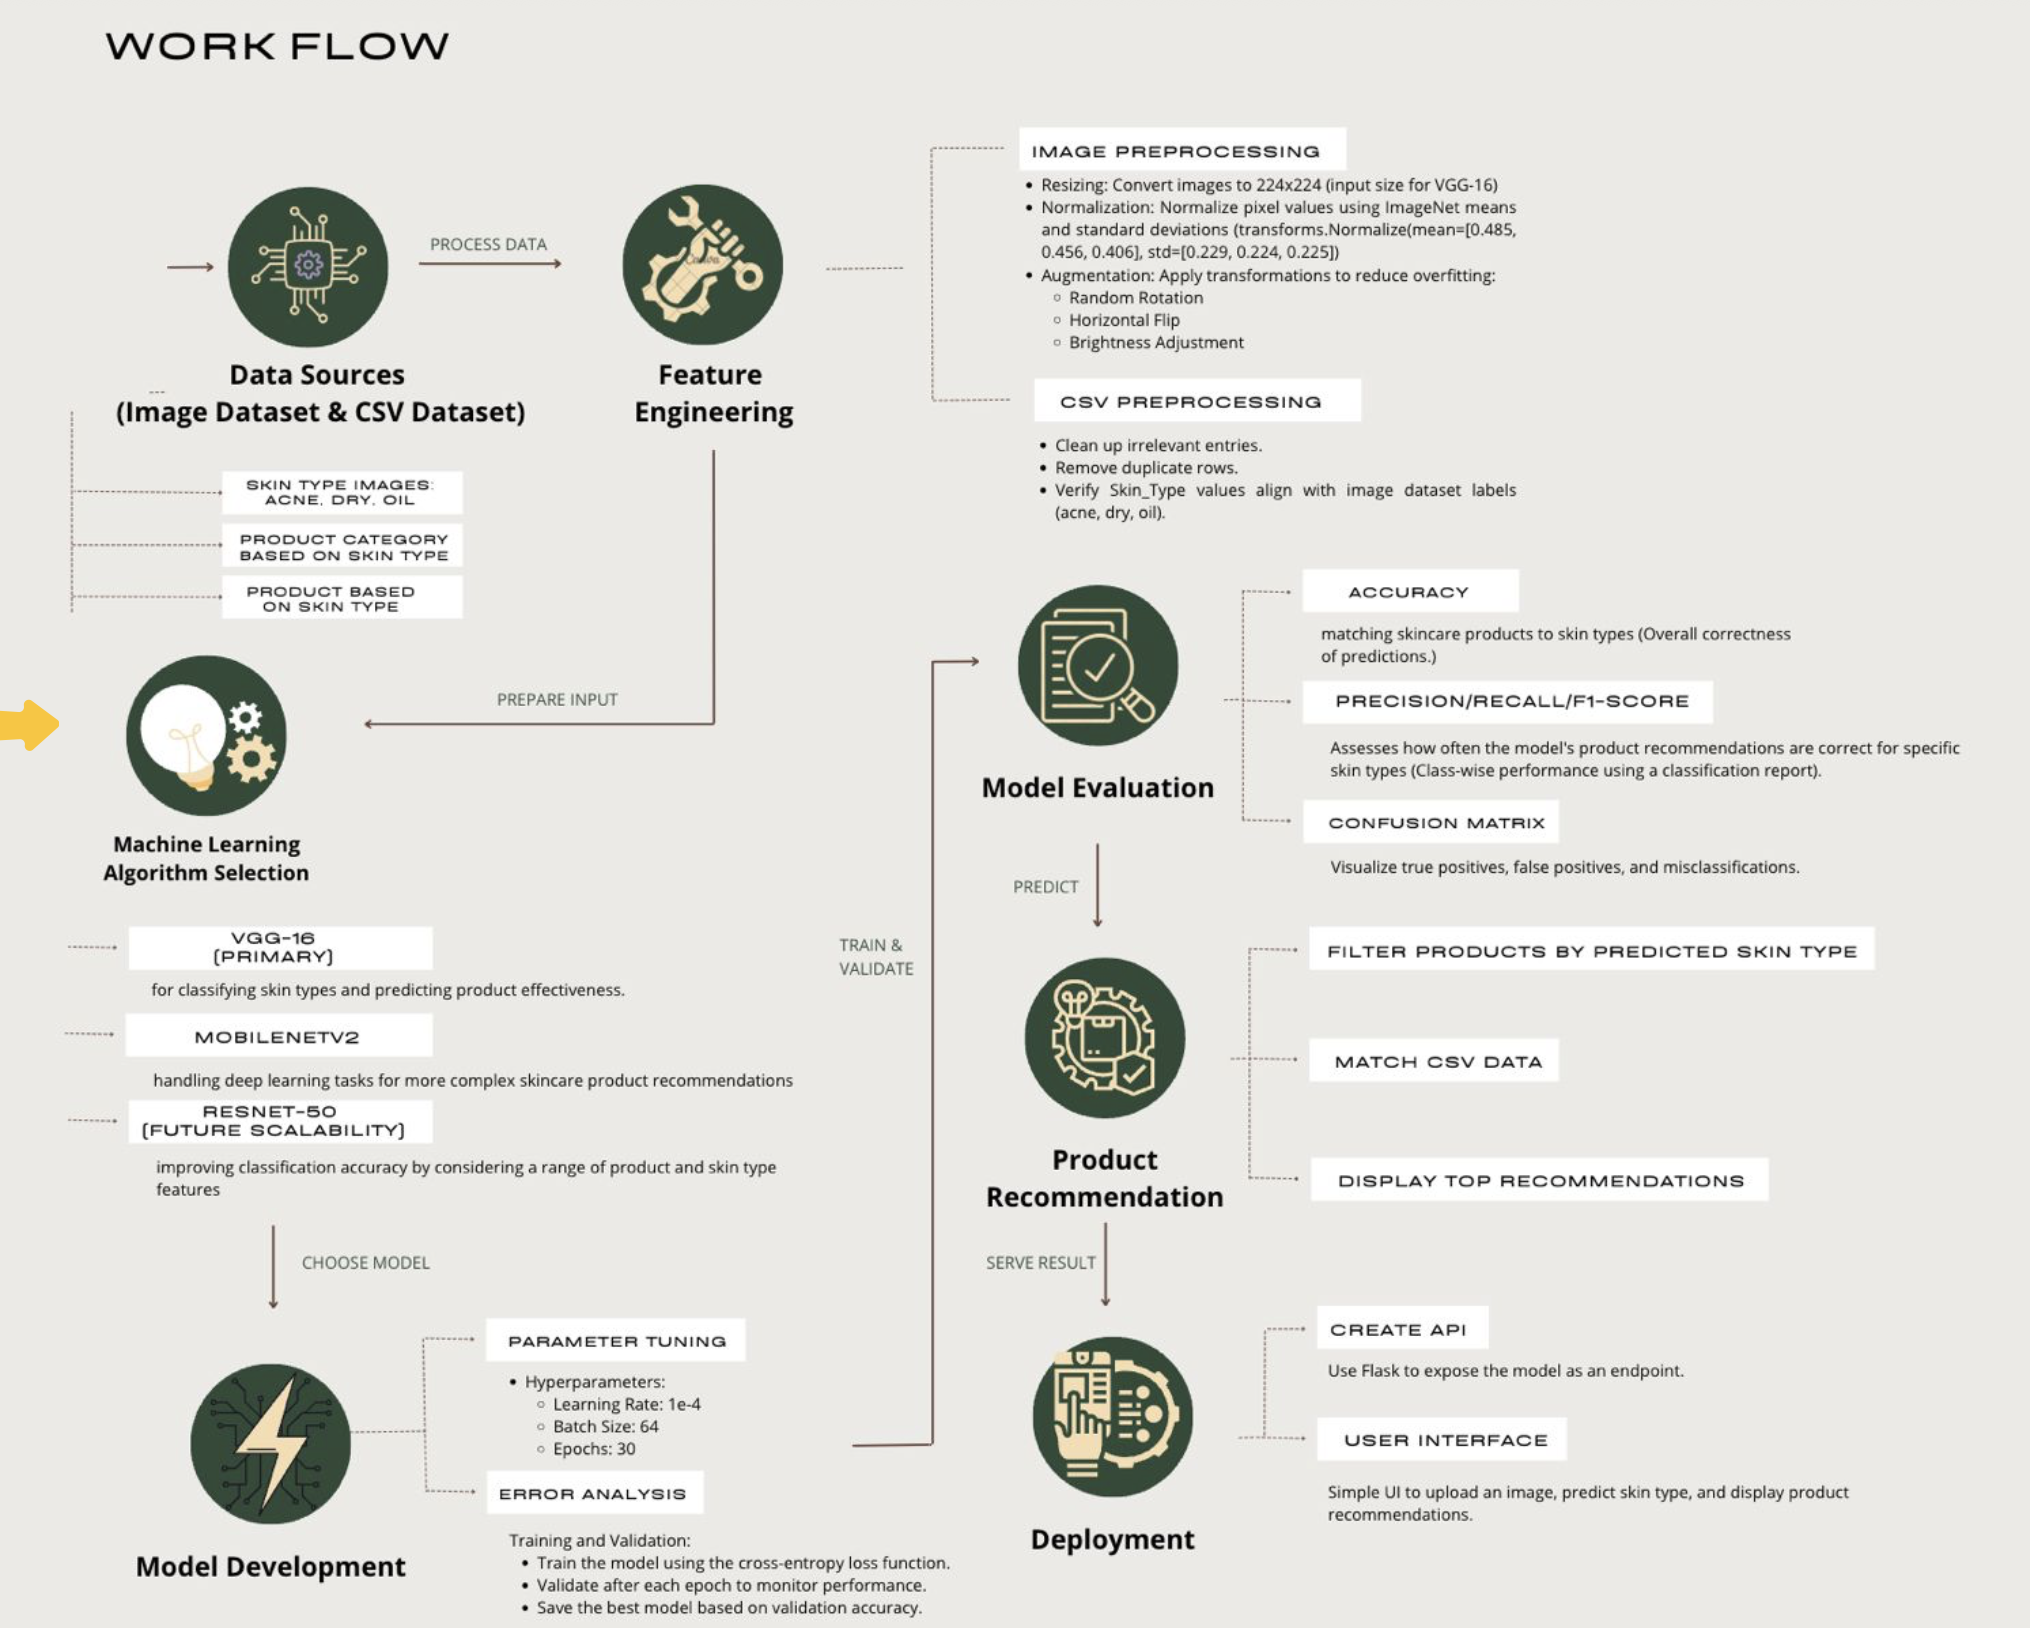 WORK FLOW
PROCESS DATA
Data Sources
(Image Dataset & CSV Dataset)
SKIN TYPE IMAGES:
ACNE, DRY, OIL
PRODUCT CATEGORY
BASED ON SKIN TYPE
PRODUCT BASED
ON SKIN TYPE
Canva
Feature
Engineering
IMAGE PREPROCESSING
• Resizing: Convert images to 224x224 (input size for VGG-16)
• Normalization: Normalize pixel values using ImageNet means
and standard deviations (transforms.Normalize(mean=[0.485,
0.456, 0.406], std=[0.229, 0.224, 0.225])
• Augmentation: Apply transformations to reduce overfitting:
◦ Random Rotation
◦ Horizontal Flip
◦ Brightness Adjustment
CSV PREPROCESSING
• Clean up irrelevant entries.
• Remove duplicate rows.
• Verify Skin_Type values align with image dataset labels
(acne, dry, oil).
PREPARE INPUT
Machine Learning
Algorithm Selection
VGG-16
(PRIMARY)
for classifying skin types and predicting product effectiveness.
MOBILENETV2
handling deep learning tasks for more complex skincare product recommendations
RESNET-50
(FUTURE SCALABILITY)
improving classification accuracy by considering a range of product and skin type
features
CHOOSE MODEL
Model Development
PARAMETER TUNING
• Hyperparameters:
◦ Learning Rate: 1e-4
◦ Batch Size: 64
◦ Epochs: 30
ERROR ANALYSIS
Training and Validation:
• Train the model using the cross-entropy loss function.
• Validate after each epoch to monitor performance.
• Save the best model based on validation accuracy.
TRAIN &
VALIDATE
Model Evaluation
ACCURACY
matching skincare products to skin types (Overall correctness
of predictions.)
PRECISION/RECALL/F1-SCORE
Assesses how often the model's product recommendations are correct for specific
skin types (Class-wise performance using a classification report).
CONFUSION MATRIX
Visualize true positives, false positives, and misclassifications.
PREDICT
Product
Recommendation
FILTER PRODUCTS BY PREDICTED SKIN TYPE
MATCH CSV DATA
DISPLAY TOP RECOMMENDATIONS
SERVE RESULT
Deployment
CREATE API
Use Flask to expose the model as an endpoint.
USER INTERFACE
Simple UI to upload an image, predict skin type, and display product
recommendations.